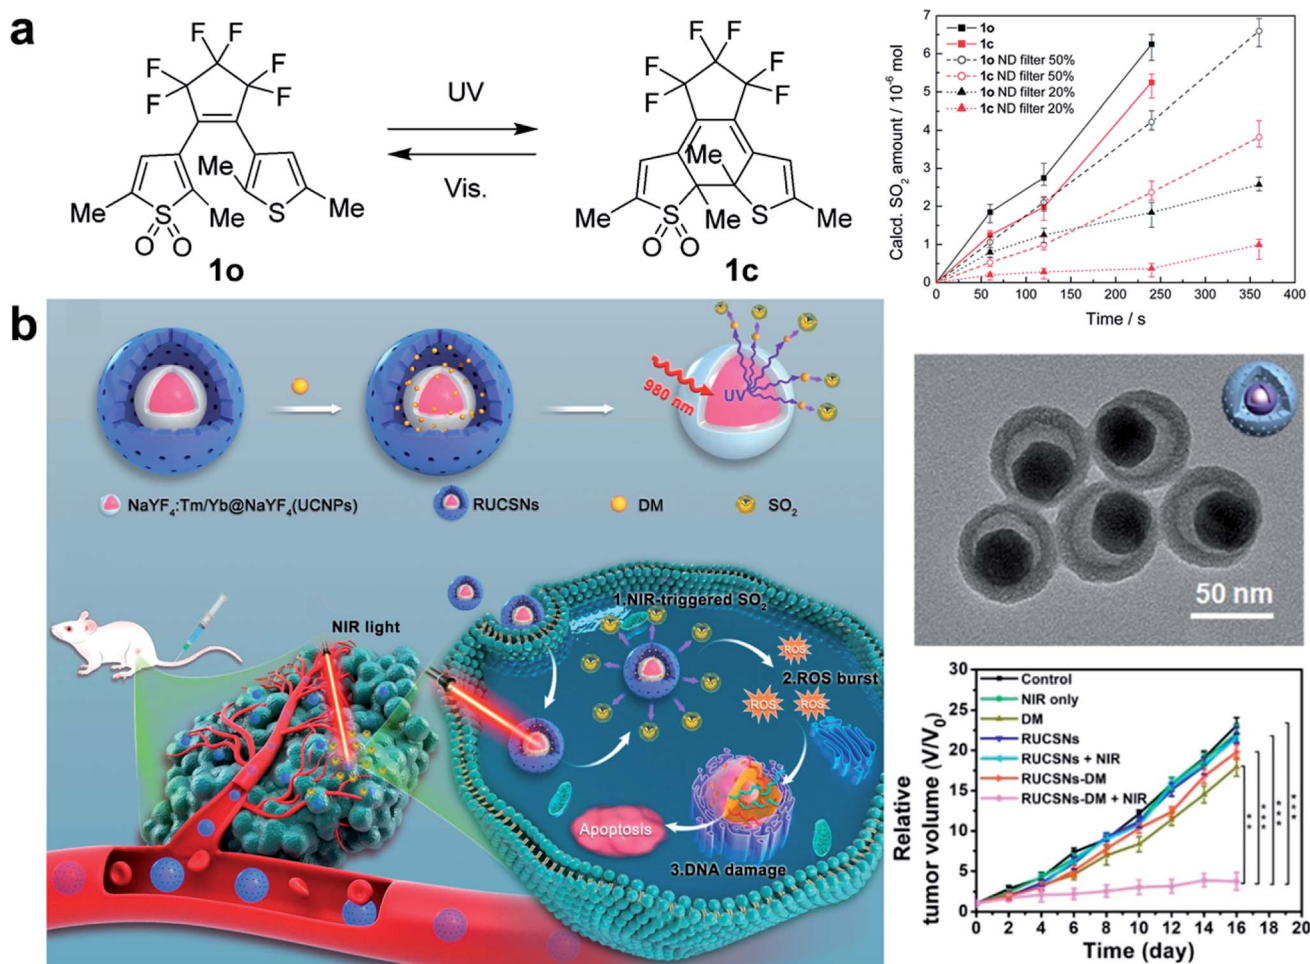 a
F F
F F
F F
Me
Me
Me
S
S
Me
O O
1o
UV
Vis.
F F
F F
F F
Me
Me
S
Me
S
Me
O O
1c
Calcd. SO₂ amount / 10⁻⁶ mol
7
6
5
4
3
2
1
0
1o
1c
1o ND filter 50%
1c ND filter 50%
1o ND filter 20%
1c ND filter 20%
0 50 100 150 200 250 300 350 400
Time / s
b
980 nm
UV
NaYF₄:Tm/Yb@NaYF₄(UCNPs)
RUCSNs
DM
SO₂
NIR light
1.NIR-triggered SO₂
ROS
2.ROS burst
ROS
ROS
Apoptosis
3.DNA damage
50 nm
Relative
tumor volume (V/V₀)
30
25
20
15
10
5
0
Control
NIR only
DM
RUCSNs
RUCSNs + NIR
RUCSNs-DM
RUCSNs-DM + NIR
**
***
***
***
0 2 4 6 8 10 12 14 16 18 20
Time (day)